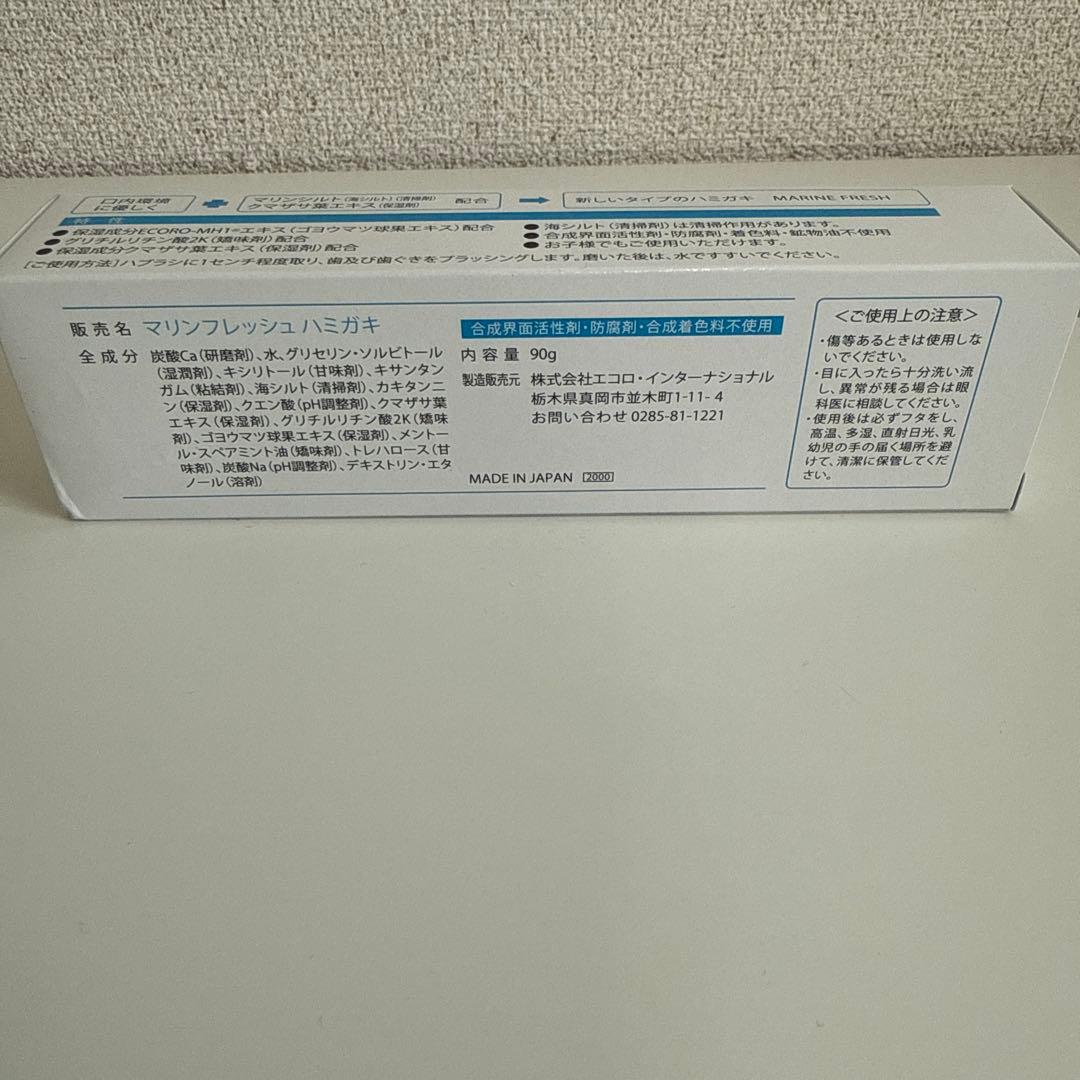 口内環境
に優しく
マリンシルト(海シルト)(清掃剤)
クマザサ葉エキス(保湿剤)
配合
新しいタイプのハミガキ MARINE FRESH
特 性
●保湿成分ECORO-MH1=エキス(ゴヨウマツ球果エキス)配合
●グリチルリチン酸2K(矯味剤)配合
●保湿成分クマザサ葉エキス(保湿剤)配合
●海シルト(清掃剤)は清掃作用があります。
●合成界面活性剤・防腐剤・着色料・鉱物油不使用
●お子様でもご使用いただけます。
[ご使用方法]ハブラシに1センチ程度取り、歯及び歯ぐきをブラッシングします。磨いた後は、水ですすいでください。
販売名 マリンフレッシュ ハミガキ
全成分 炭酸Ca(研磨剤)、水、グリセリン・ソルビトール
(湿潤剤)、キシリトール(甘味剤)、キサンタン
ガム(粘結剤)、海シルト(清掃剤)、カキタンニ
ン(保湿剤)、クエン酸(pH調整剤)、クマザサ葉
エキス(保湿剤)、グリチルリチン酸2K(矯味
剤)、ゴヨウマツ球果エキス(保湿剤)、メントー
ル・スペアミント油(矯味剤)、トレハロース(甘
味剤)、炭酸Na(pH調整剤)、デキストリン・エタ
ノール(溶剤)
合成界面活性剤・防腐剤・合成着色料不使用
内容量 90g
製造販売元 株式会社エコロ・インターナショナル
栃木県真岡市並木町1-11-4
お問い合わせ 0285-81-1221
MADE IN JAPAN 2000
<ご使用上の注意>
・傷等あるときは使用しな
いでください。
・目に入ったら十分洗い流
し、異常が残る場合は眼
科医に相談してください。
・使用後は必ずフタをし、
高温、多湿、直射日光、乳
幼児の手の届く場所を避
けて、清潔に保管してくだ
さい。